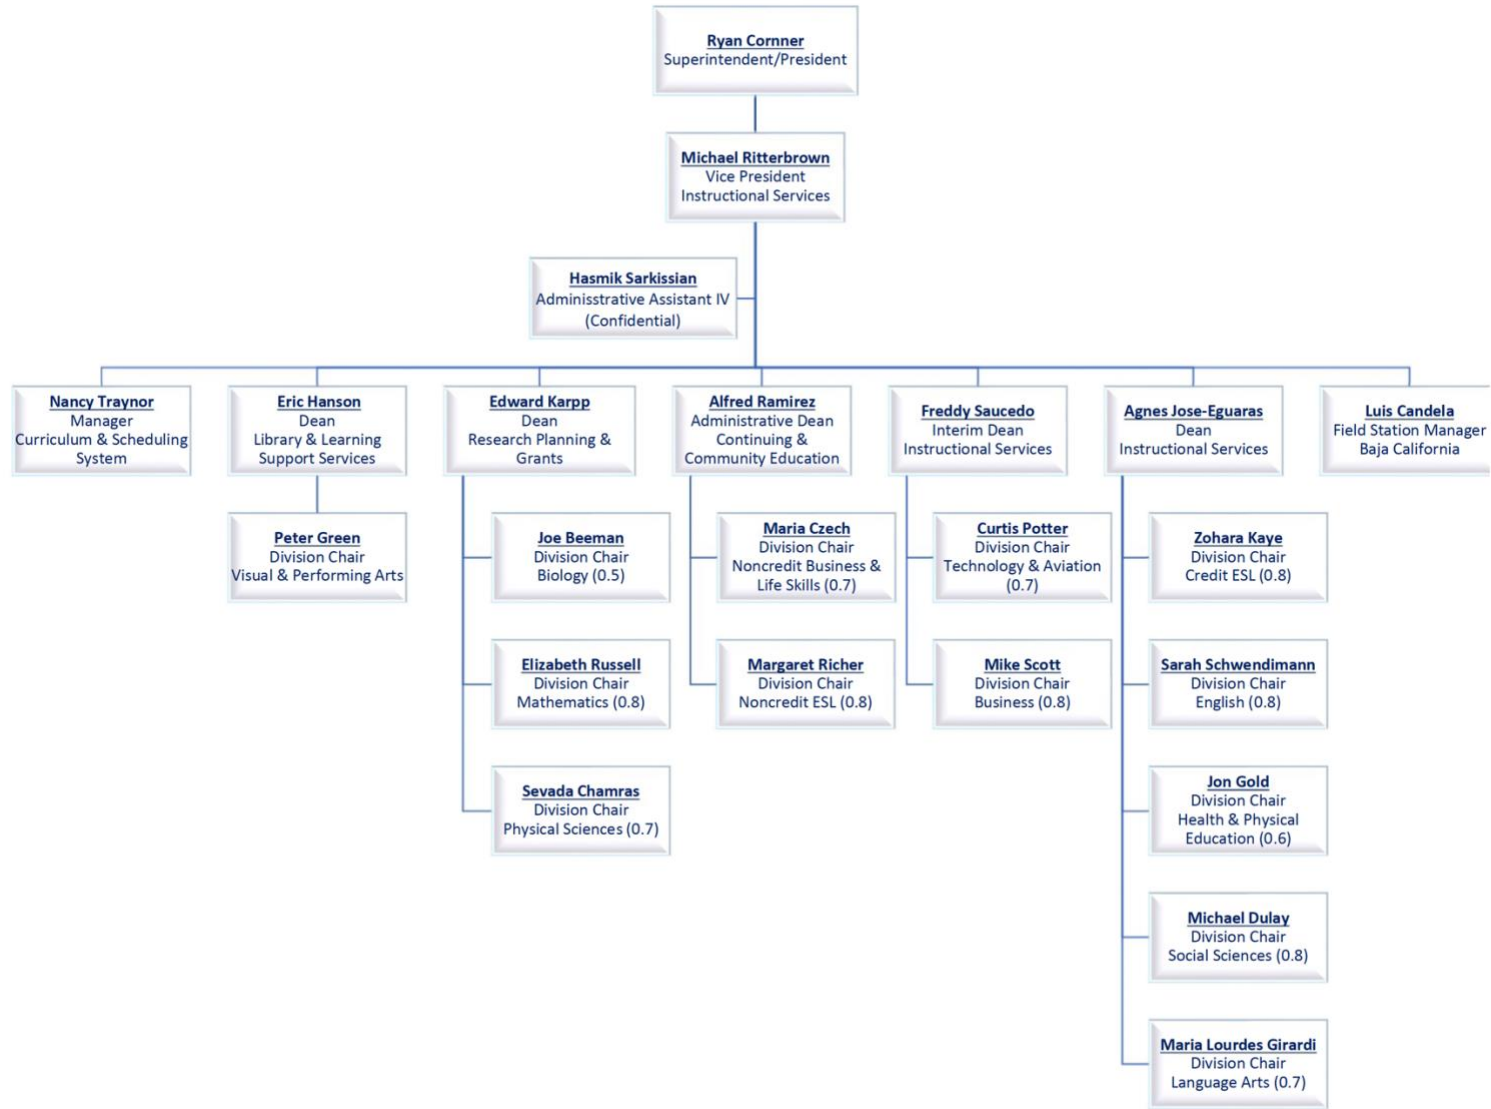 Ryan Cornner
Superintendent/President
Michael Ritterbrown
Vice President
Instructional Services
Hasmik Sarkissian
Adminisstrative Assistant IV
(Confidential)
Nancy Traynor
Manager
Curriculum & Scheduling
System
Eric Hanson
Dean
Library & Learning
Support Services
Edward Karpp
Dean
Research Planning &
Grants
Alfred Ramirez
Administrative Dean
Continuing &
Community Education
Freddy Saucedo
Interim Dean
Instructional Services
Agnes Jose-Eguaras
Dean
Instructional Services
Luis Candela
Field Station Manager
Baja California
Peter Green
Division Chair
Visual & Performing Arts
Joe Beeman
Division Chair
Biology (0.5)
Maria Czech
Division Chair
Noncredit Business &
Life Skills (0.7)
Curtis Potter
Division Chair
Technology & Aviation
(0.7)
Zohara Kaye
Division Chair
Credit ESL (0.8)
Elizabeth Russell
Division Chair
Mathematics (0.8)
Margaret Richer
Division Chair
Noncredit ESL (0.8)
Mike Scott
Division Chair
Business (0.8)
Sarah Schwendimann
Division Chair
English (0.8)
Sevada Chamras
Division Chair
Physical Sciences (0.7)
Jon Gold
Division Chair
Health & Physical
Education (0.6)
Michael Dulay
Division Chair
Social Sciences (0.8)
Maria Lourdes Girardi
Division Chair
Language Arts (0.7)